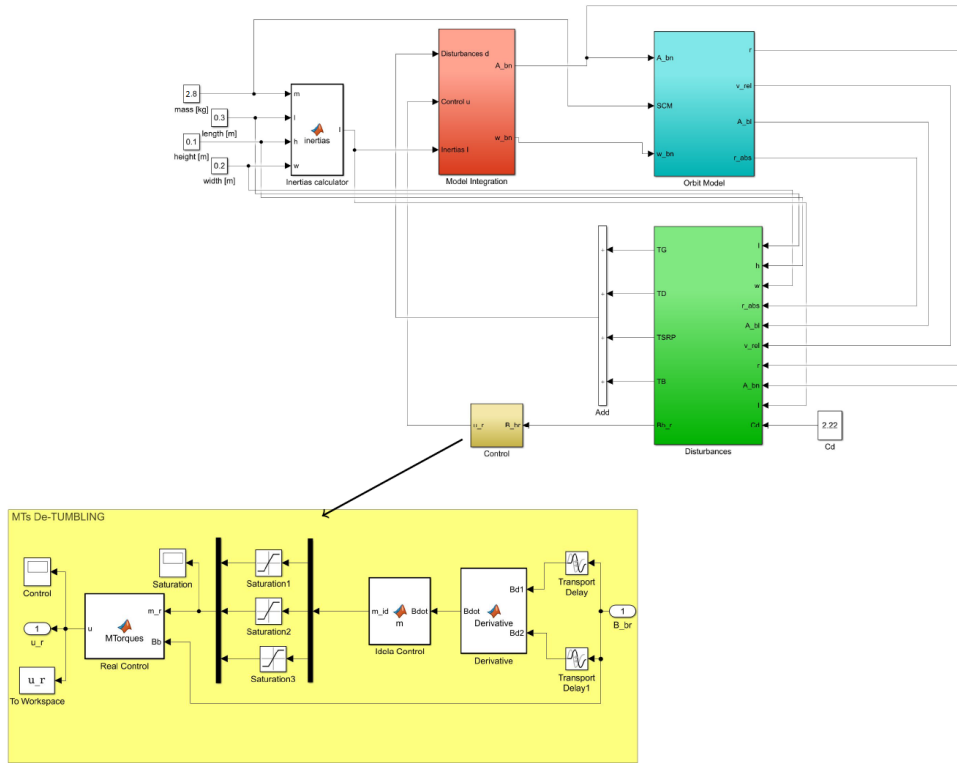 2.8
mass [kg]
0.3
length [m]
0.1
height [m]
0.2
width [m]
m
l
h
w
inertias
I
Inertias calculator
Disturbances d
Control u
Inertias I
A_bn
w_bn
Model Integration
A_bn
SCM
w_bn
r
v_rel
A_bl
r_abs
Orbit Model
TG
TD
TSRP
TB
Bb_r
l
h
w
r_abs
A_bl
v_rel
r
A_bn
I
Cd
Disturbances
2.22
Cd
+
+
+
+
Add
u_r
B_br
Control
MTs De-TUMBLING
Control
1
u_r
u_r
To Workspace
Saturation
u
MTorques
m_r
Bb
Real Control
Saturation1
Saturation2
Saturation3
m_id
Bdot
m
Idola Control
Bdot
Derivative
Bd1
Bd2
Derivative
Transport
Delay
Transport
Delay1
1
B_br